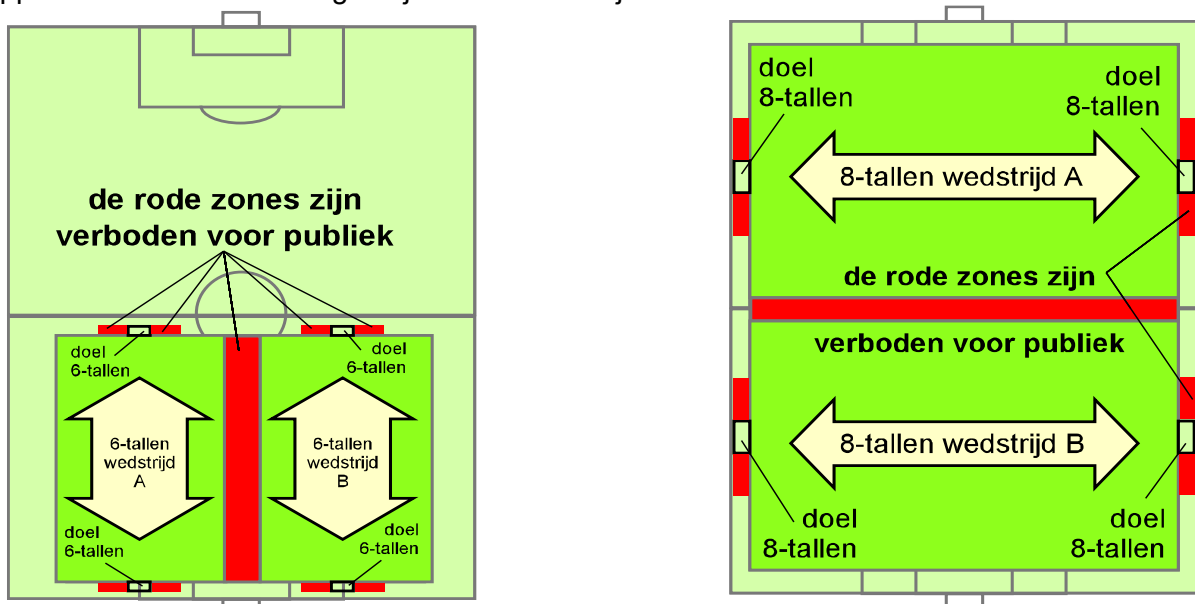 de rode zones zijn
verboden voor publiek
doel
6-tallen
doel
6-tallen
6-tallen
wedstrijd
A
6-tallen
wedstrijd
B
doel
6-tallen
doel
6-tallen
doel
8-tallen
doel
8-tallen
8-tallen wedstrijd A
de rode zones zijn
verboden voor publiek
8-tallen wedstrijd B
doel
8-tallen
doel
8-tallen